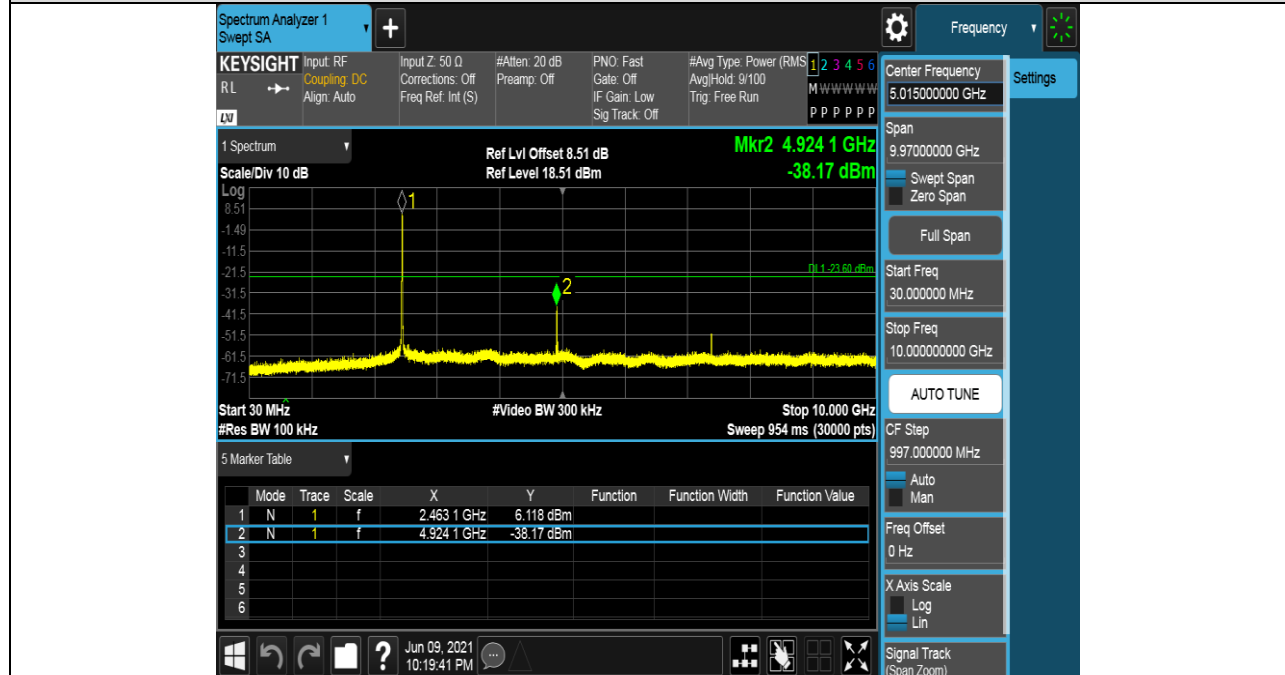 Spectrum Analyzer 1
Swept SA
+
Frequency
KEYSIGHT
RL
LXI
Input: RF
Coupling: DC
Align: Auto
Input Z: 50 Ω
Corrections: Off
Freq Ref: Int (S)
#Atten: 20 dB
Preamp: Off
PNO: Fast
Gate: Off
IF Gain: Low
Sig Track: Off
#Avg Type: Power (RMS
Avg|Hold: 9/100
Trig: Free Run
1 2 3 4 5 6
M W W W W W
P P P P P P
1 Spectrum
Scale/Div 10 dB
Ref Lvl Offset 8.51 dB
Ref Level 18.51 dBm
Mkr2 4.924 1 GHz
-38.17 dBm
Log
8.51
-1.49
-11.5
-21.5
-31.5
-41.5
-51.5
-61.5
-71.5
1
2
DL1 -23.60 dBm
Start 30 MHz
#Res BW 100 kHz
#Video BW 300 kHz
Stop 10.000 GHz
Sweep 954 ms (30000 pts)
5 Marker Table
Mode Trace Scale X Y Function Function Width Function Value
1 N 1 f 2.463 1 GHz 6.118 dBm
2 N 1 f 4.924 1 GHz -38.17 dBm
3
4
5
6
?
Jun 09, 2021
10:19:41 PM
Center Frequency
5.015000000 GHz
Settings
Span
9.97000000 GHz
Swept Span
Zero Span
Full Span
Start Freq
30.000000 MHz
Stop Freq
10.000000000 GHz
AUTO TUNE
CF Step
997.000000 MHz
Auto
Man
Freq Offset
0 Hz
X Axis Scale
Log
Lin
Signal Track
(Span Zoom)